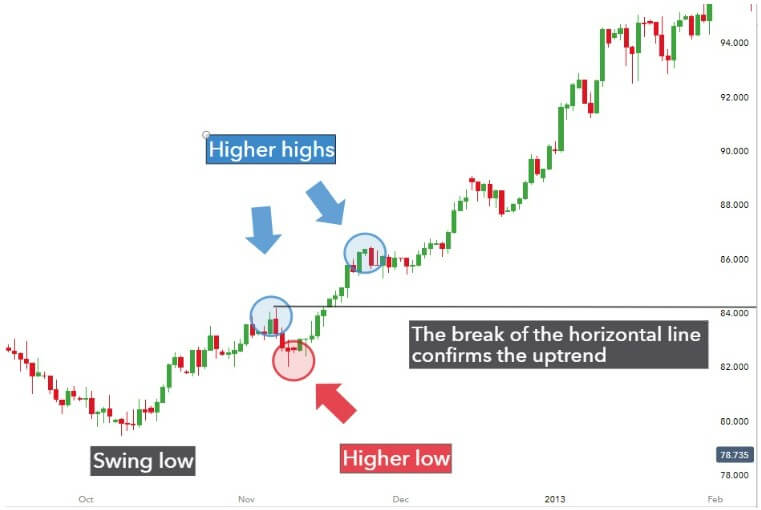 94.000
92.000
90.000
Higher highs
88.000
86.000
84.000
The break of the horizontal line
confirms the uptrend
82.000
80.000
Swing low
Higher low
78.735
78.000
Oct
Nov
Dec
2013
Feb